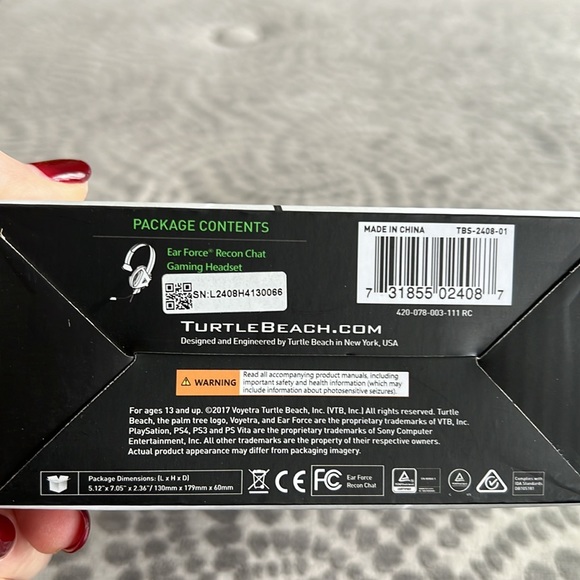 PACKAGE CONTENTS
Ear Force® Recon Chat
Gaming Headset
SN:L2408H4130066
MADE IN CHINA TBS-2408-01
7 31855 02408 7
420-078-003-111 RC
TURTLEBEACH.COM
Designed and Engineered by Turtle Beach in New York, USA
WARNING
Read all accompanying product manuals, including
important safety and health information (which may
include information about photosensitive seizures).
For ages 13 and up. ©2017 Voyetra Turtle Beach, Inc. (VTB, Inc.) All rights reserved. Turtle
Beach, the palm tree logo, Voyetra, and Ear Force are the proprietary trademarks of VTB, Inc.
PlayStation, PS4, PS3 and PS Vita are the proprietary trademarks of Sony Computer
Entertainment, Inc. All other trademarks are the property of their respective owners.
Actual product appearance may differ from packaging imagery.
Package Dimensions: [L x H x D]
5.12"x 7.05" x 2.36"/ 130mm x 179mm x 60mm
CE
FC
Ear Force
Recon Chat
Complies with
IDA Standards